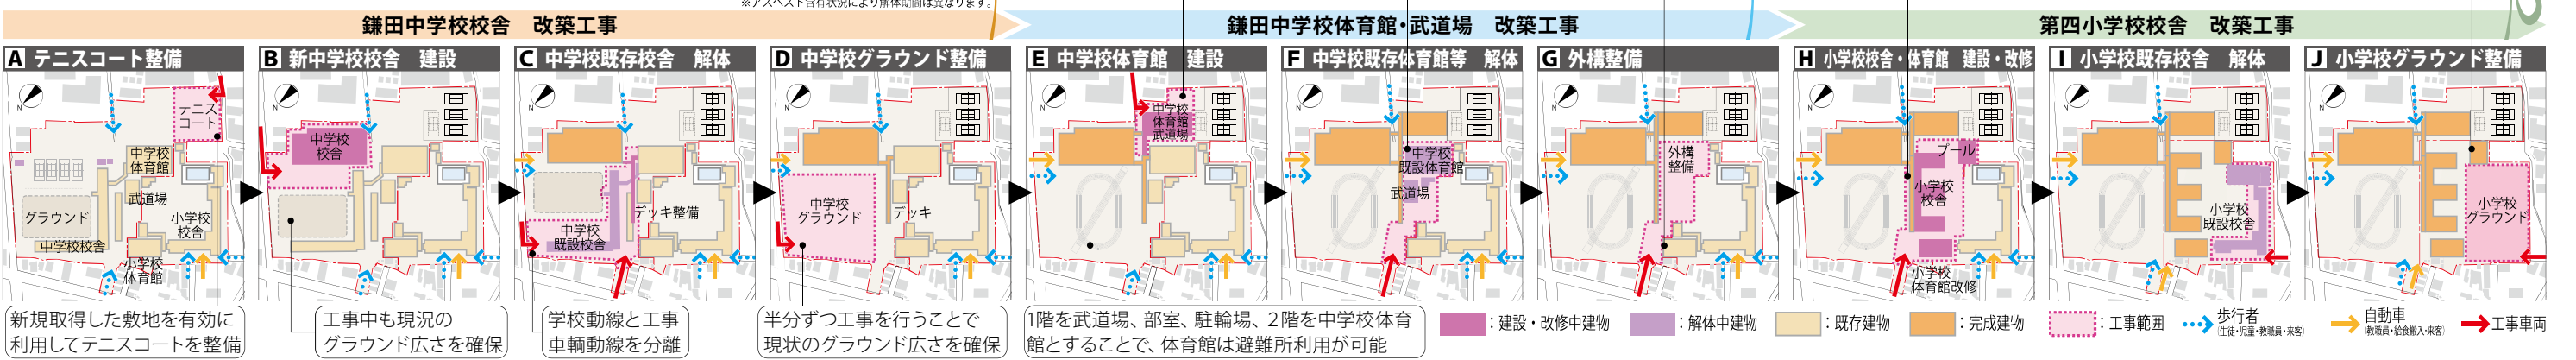 ※アスベスト含有状況により解体期間は異なります。
鎌田中学校校舎　改築工事
鎌田中学校体育館・武道場　改築工事
第四小学校校舎　改築工事
A テニスコート整備
N
テニス
コート
中学校
体育館
武道場
グラウンド
小学校
校舎
中学校校舎
小学校
体育館
新規取得した敷地を有効に
利用してテニスコートを整備
B 新中学校校舎　建設
N
中学校
校舎
工事中も現況の
グラウンド広さを確保
C 中学校既存校舎　解体
N
デッキ整備
中学校
既設校舎
学校動線と工事
車輌動線を分離
D 中学校グラウンド整備
N
中学校
グラウンド
デッキ
半分ずつ工事を行うことで
現状のグラウンド広さを確保
E 中学校体育館　建設
N
中学校
体育館
武道場
1階を武道場、部室、駐輪場、2階を中学校体育
館とすることで、体育館は避難所利用が可能
F 中学校既存体育館等　解体
N
中学校
既設体育館
武道場
G 外構整備
N
外構
整備
H 小学校校舎・体育館　建設・改修
N
プール
小学校
校舎
小学校
体育館改修
I 小学校既存校舎　解体
N
小学校
既設校舎
J 小学校グラウンド整備
N
小学校
グラウンド
：建設・改修中建物
：解体中建物
：既存建物
：完成建物
：工事範囲
：歩行者
（生徒・児童・教職員・来客）
：自動車
（教職員・給食搬入・来客）
：工事車両